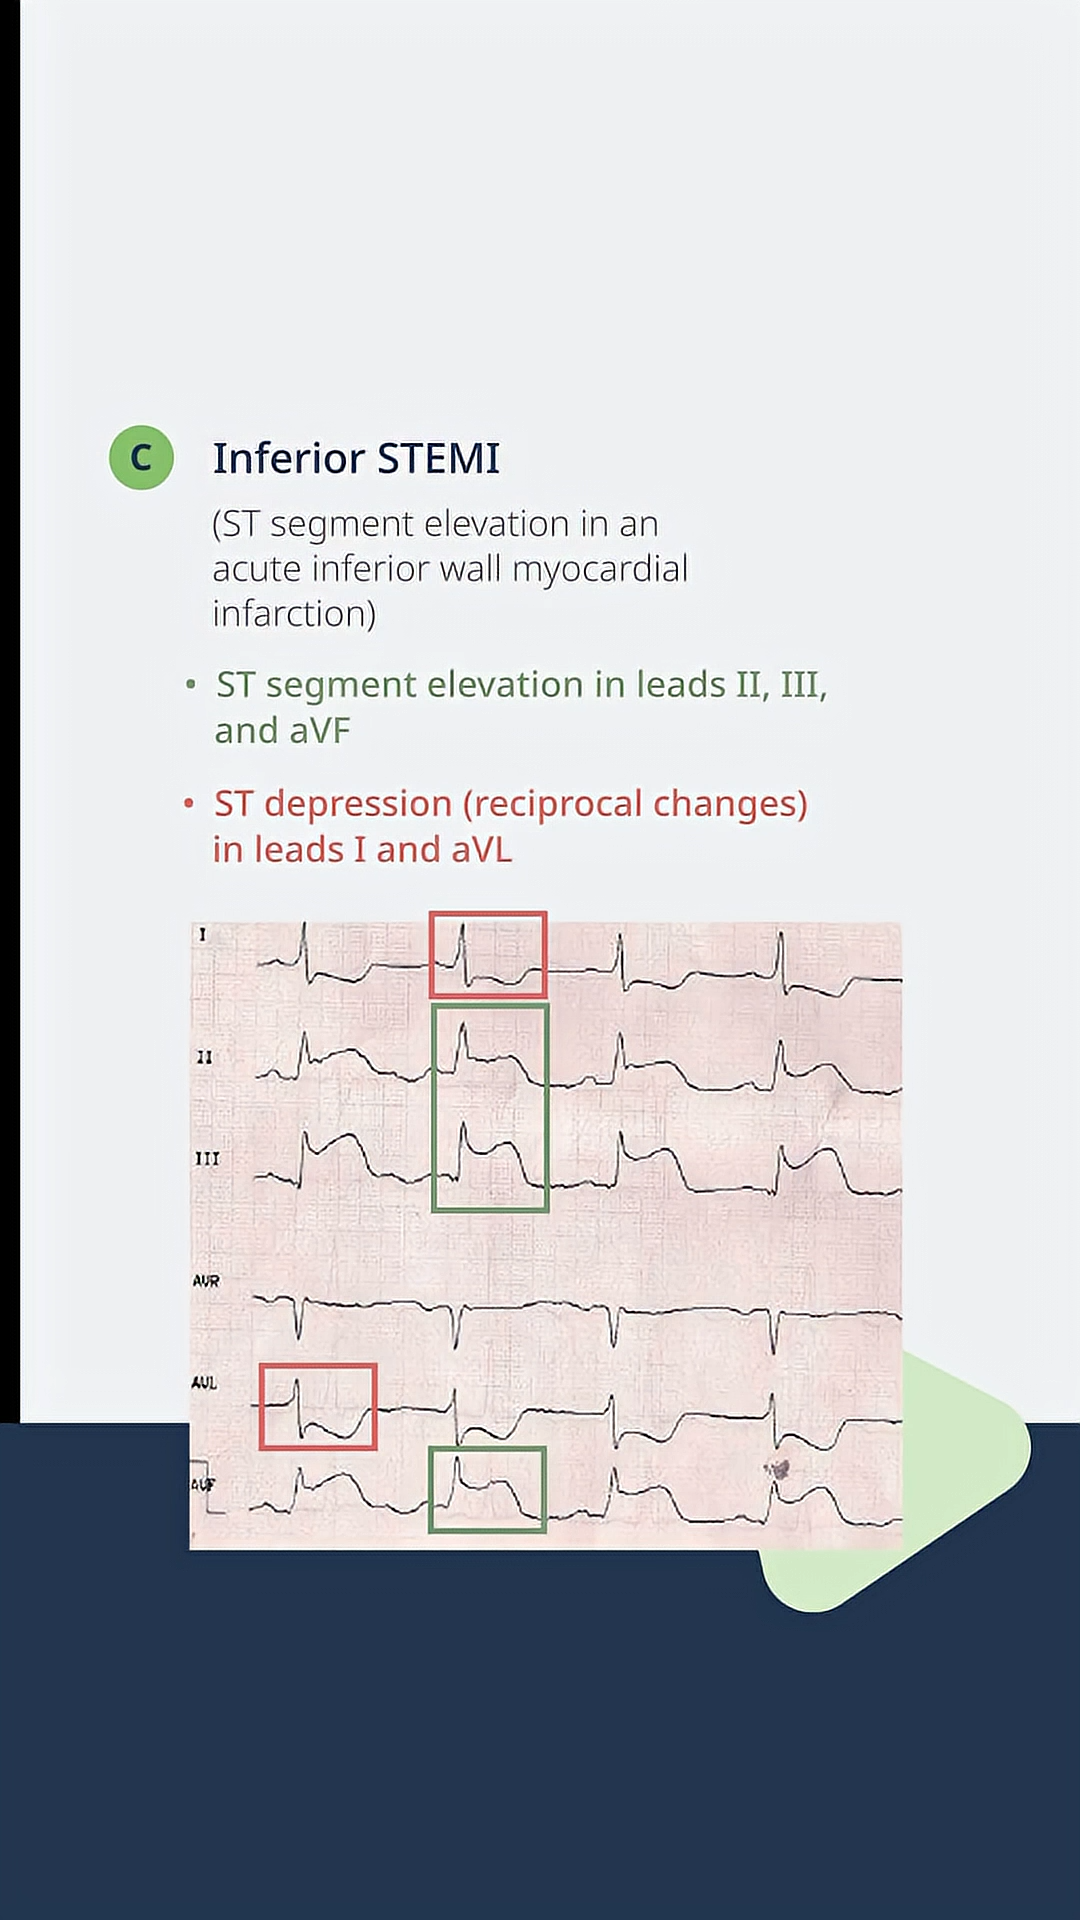 C Inferior STEMI
(ST segment elevation in an
acute inferior wall myocardial
infarction)
• ST segment elevation in leads II, III,
and aVF
• ST depression (reciprocal changes)
in leads I and aVL
I
II
III
AVR
AVL
AVF